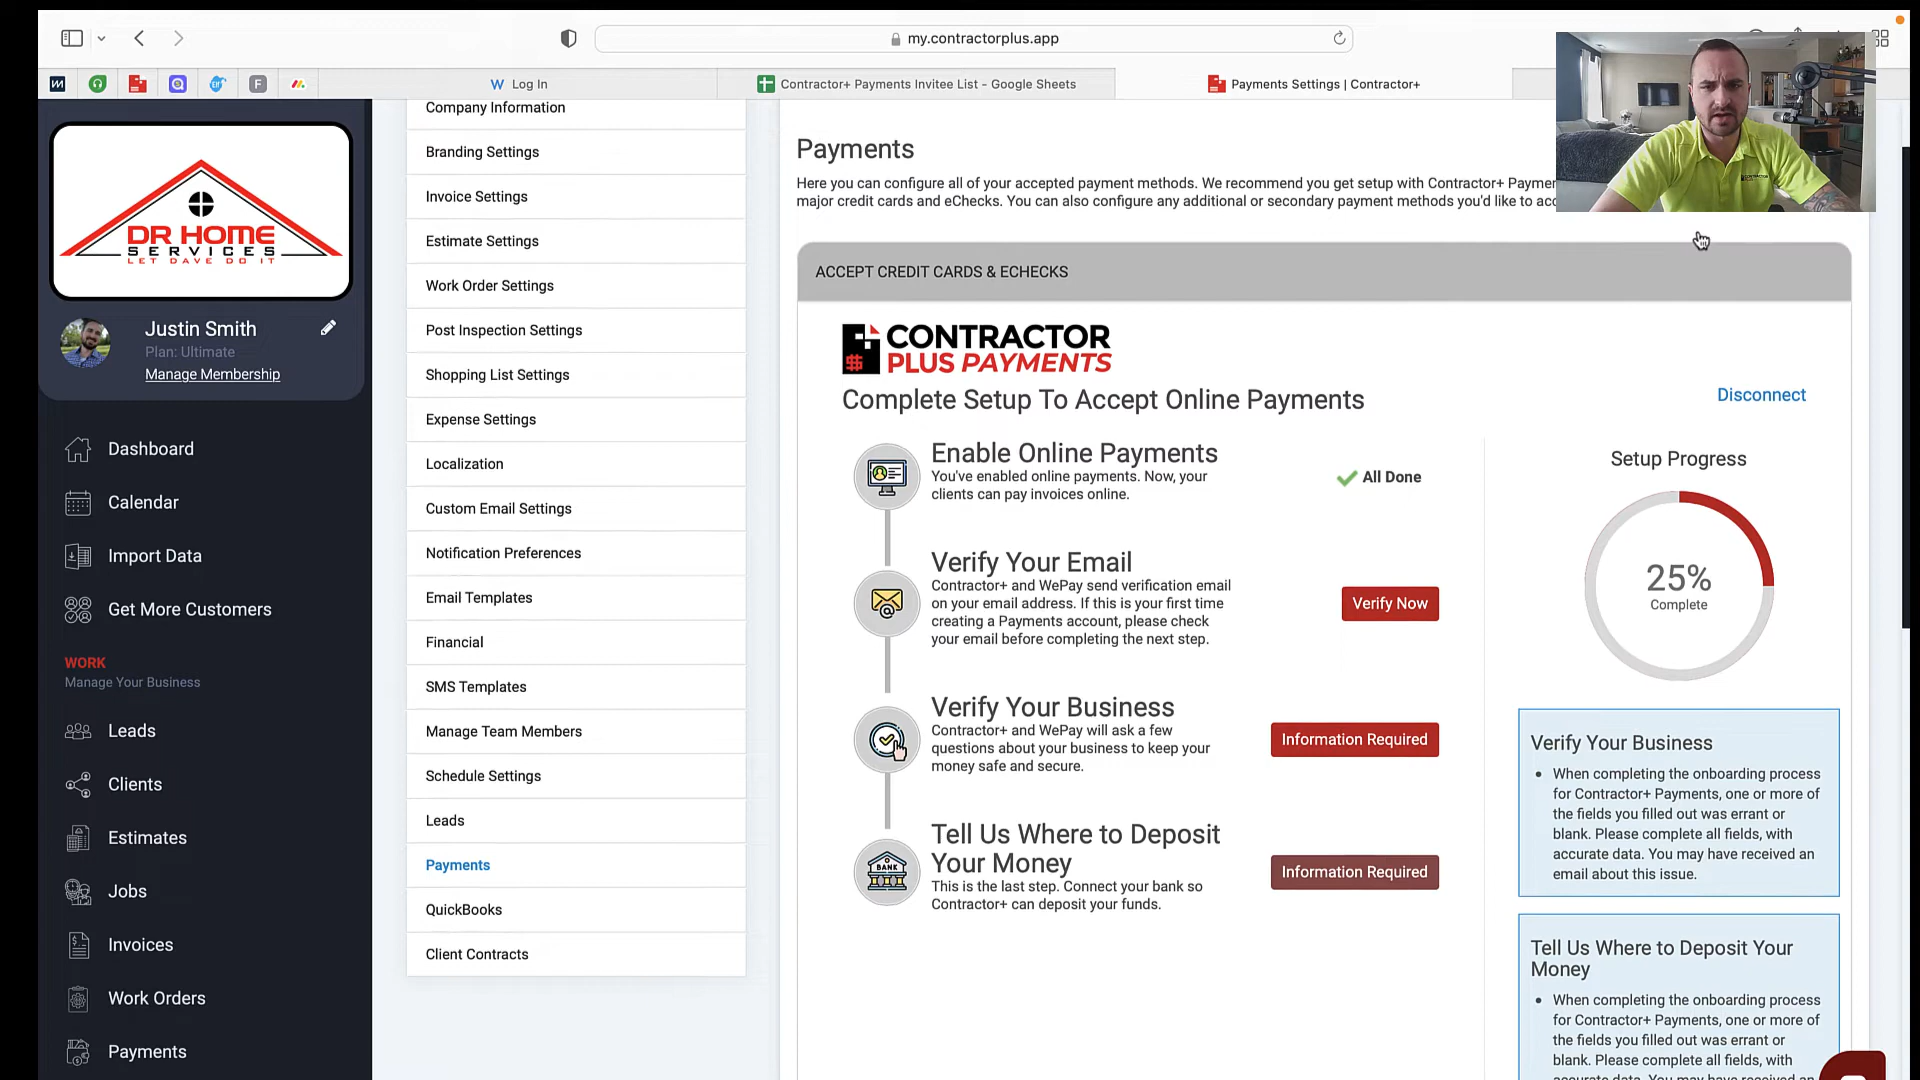 my.contractorplus.app
Log In
Contractor+ Payments Invitee List - Google Sheets
Payments Settings | Contractor+
DR HOME
SERVICES
LET DAVE DO IT
Justin Smith
Plan: Ultimate
Manage Membership
Dashboard
Calendar
Import Data
Get More Customers
WORK
Manage Your Business
Leads
Clients
Estimates
Jobs
Invoices
Work Orders
Payments
Company Information
Branding Settings
Invoice Settings
Estimate Settings
Work Order Settings
Post Inspection Settings
Shopping List Settings
Expense Settings
Localization
Custom Email Settings
Notification Preferences
Email Templates
Financial
SMS Templates
Manage Team Members
Schedule Settings
Leads
Payments
QuickBooks
Client Contracts
Payments
Here you can configure all of your accepted payment methods. We recommend you get setup with Contractor+
major credit cards and eChecks. You can also configure any additional or secondary payment methods you'd like to
ACCEPT CREDIT CARDS & ECHECKS
CONTRACTOR
PLUS PAYMENTS
Complete Setup To Accept Online Payments
Disconnect
Enable Online Payments
You've enabled online payments. Now, your
clients can pay invoices online.
All Done
Verify Your Email
Contractor+ and WePay send verification email
on your email address. If this is your first time
creating a Payments account, please check
your email before completing the next step.
Verify Now
Verify Your Business
Contractor+ and WePay will ask a few
questions about your business to keep your
money safe and secure.
Information Required
Tell Us Where to Deposit
Your Money
This is the last step. Connect your bank so
Contractor+ can deposit your funds.
Information Required
BANK
Setup Progress
25%
Complete
Verify Your Business
• When completing the onboarding process
for Contractor+ Payments, one or more of
the fields you filled out was errant or
blank. Please complete all fields, with
accurate data. You may have received an
email about this issue.
Tell Us Where to Deposit Your
Money
• When completing the onboarding process
for Contractor+ Payments, one or more of
the fields you filled out was errant or
blank. Please complete all fields, with
accurate data. You may have received an